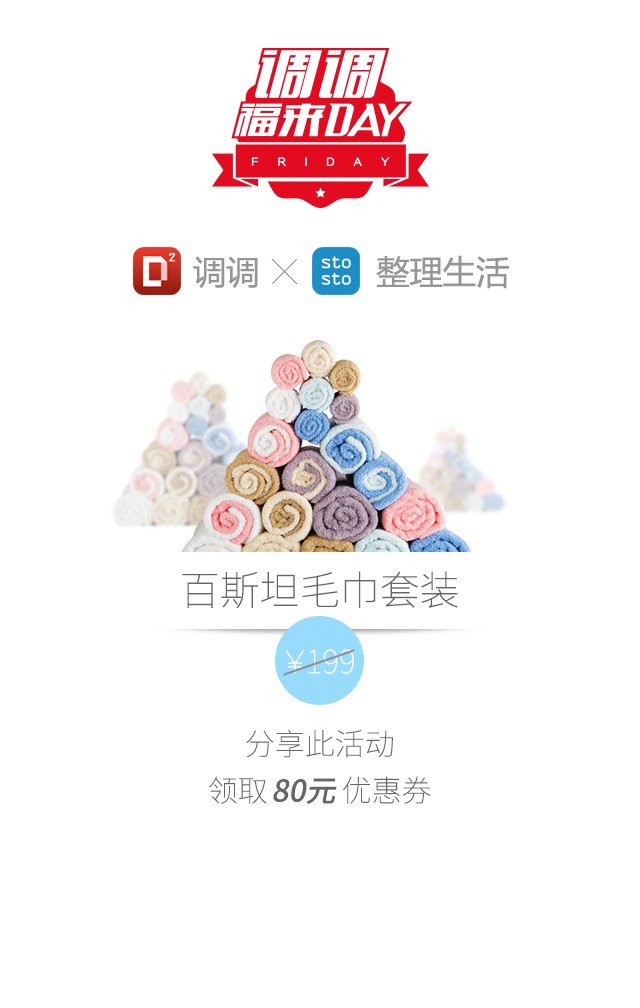 调调
福来DAY
FRIDAY
D² 调调 × sto sto 整理生活
百斯坦毛巾套装
¥199
分享此活动
领取 80元 优惠券